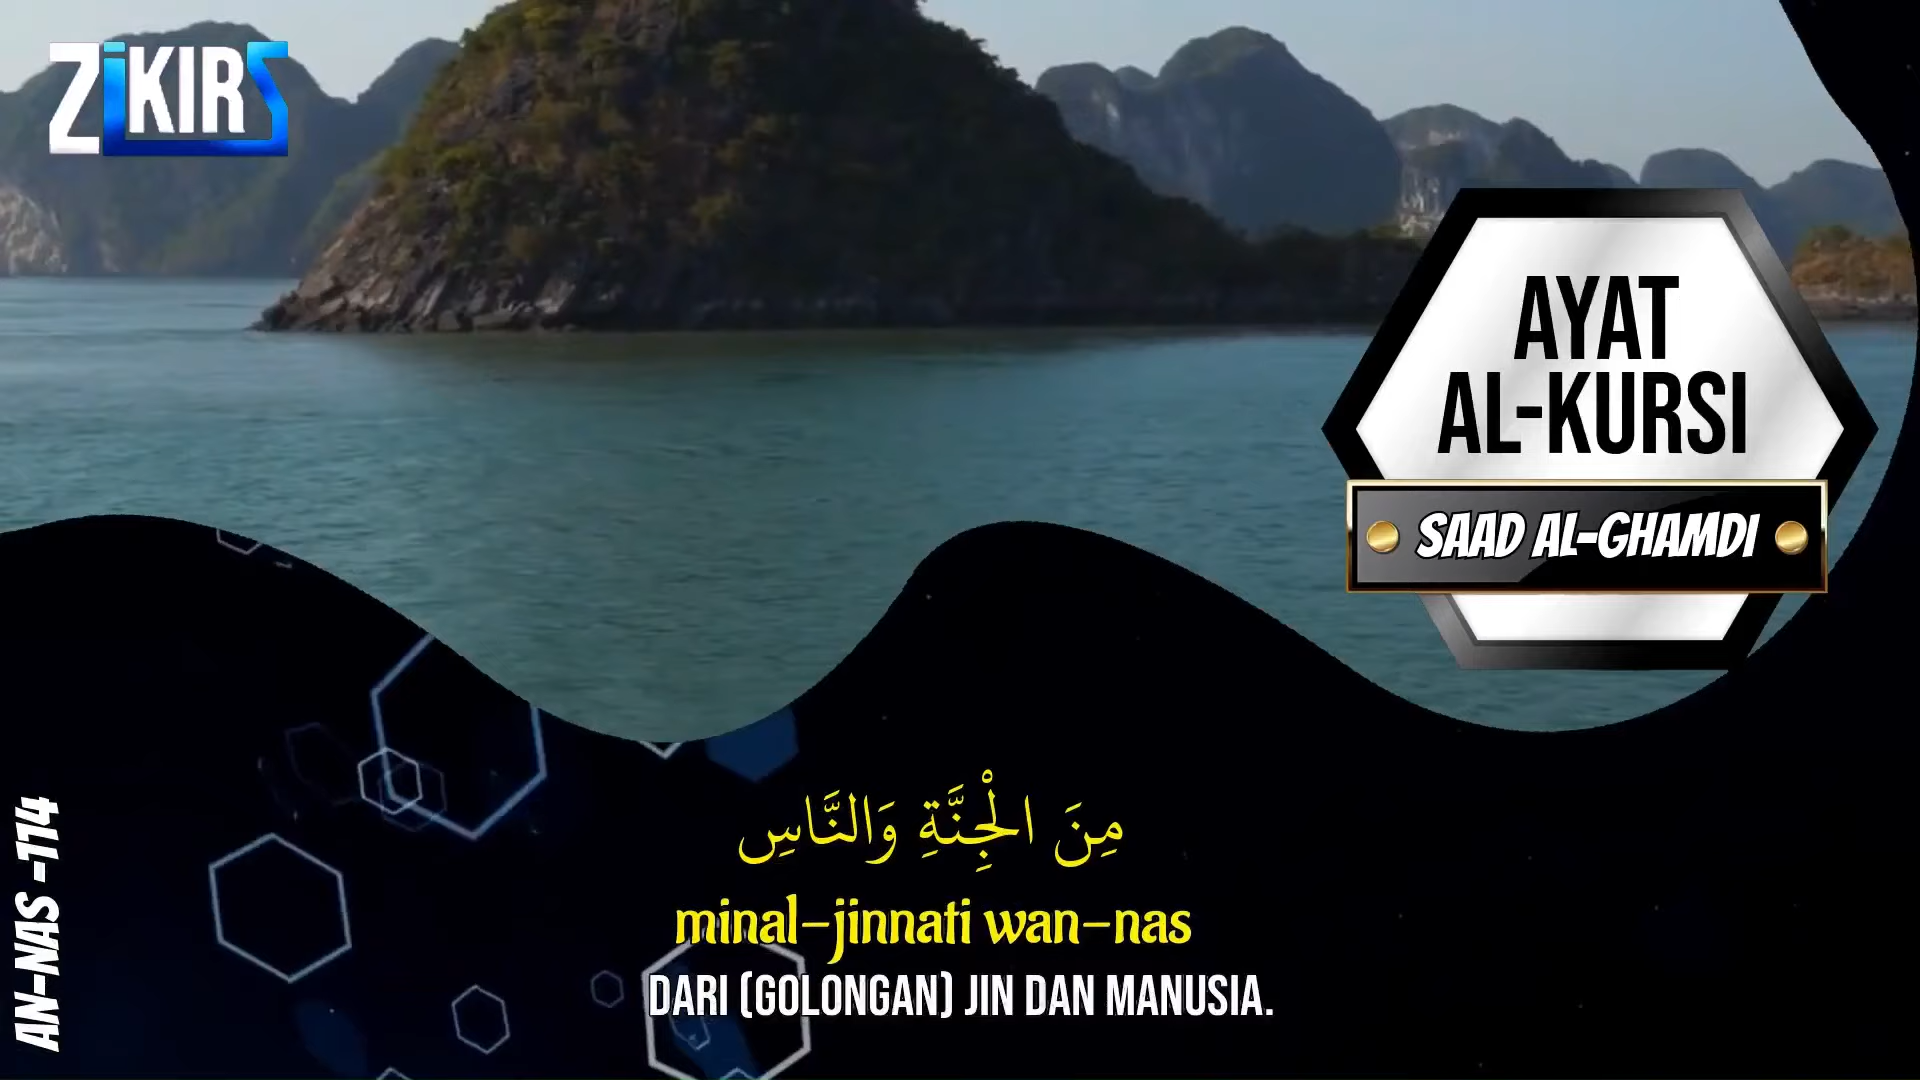 ZiKIRS
AYAT
AL-KURSI
SAAD AL-GHAMDI
مِنَ الْجِنَّةِ وَالنَّاسِ
minal-jinnati wan-nas
DARI (GOLONGAN) JIN DAN MANUSIA.
AN-NAS -114